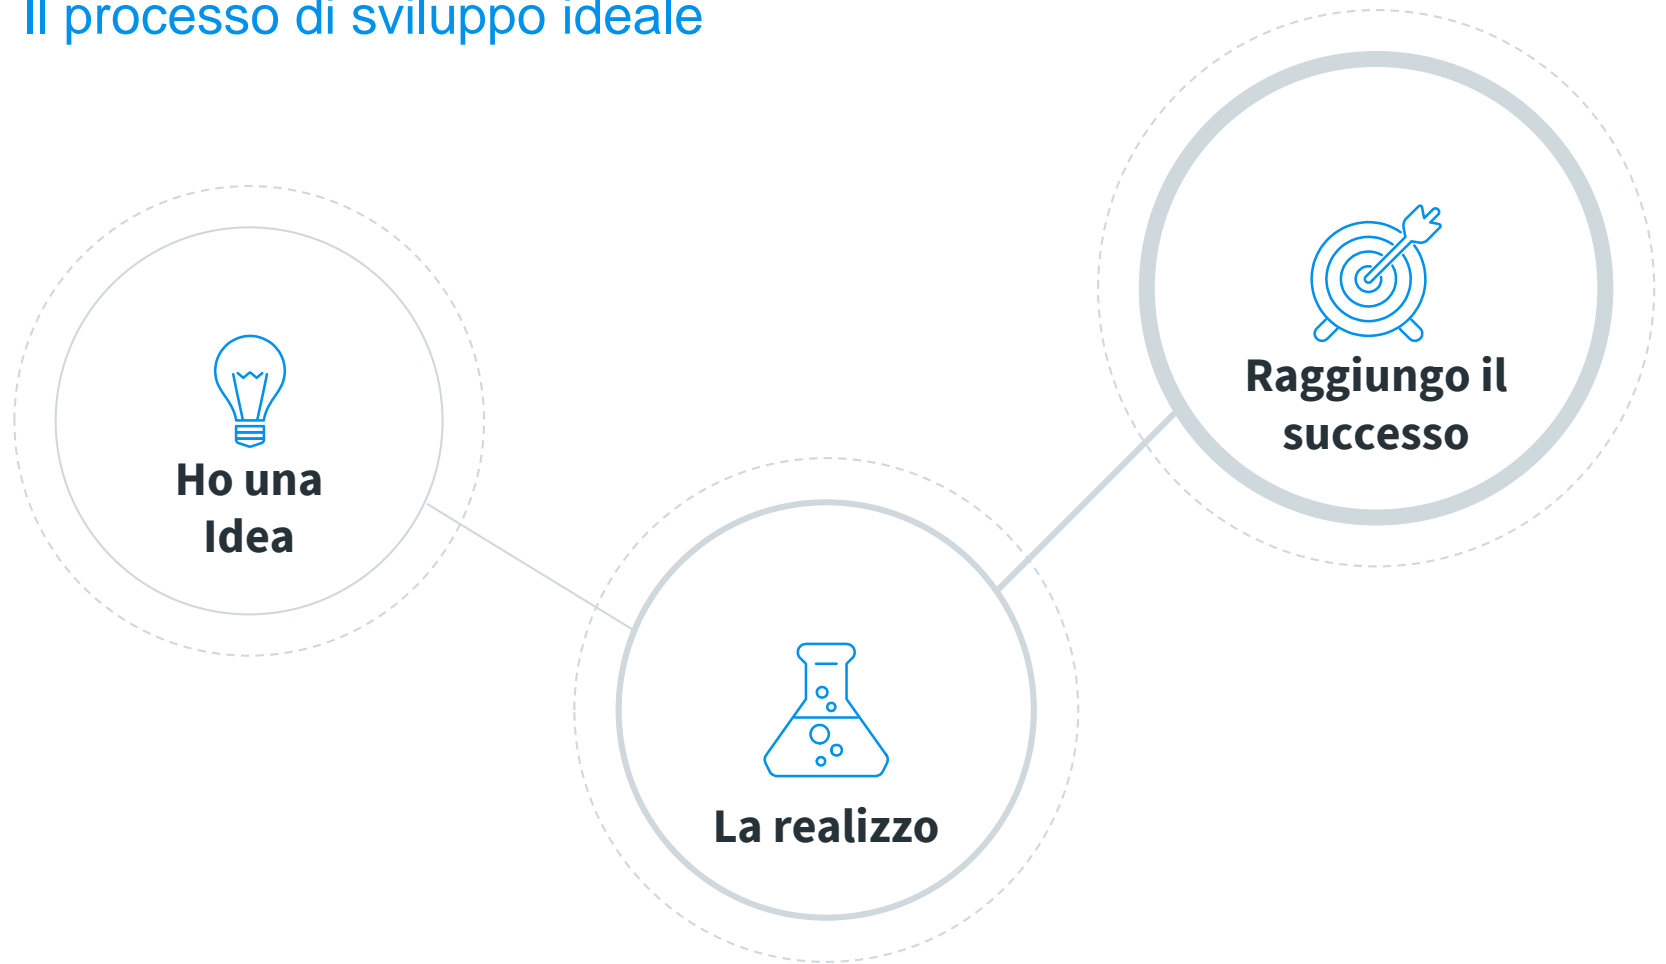 Il processo di sviluppo ideale
Ho una
Idea
La realizzo
Raggiungo il
successo